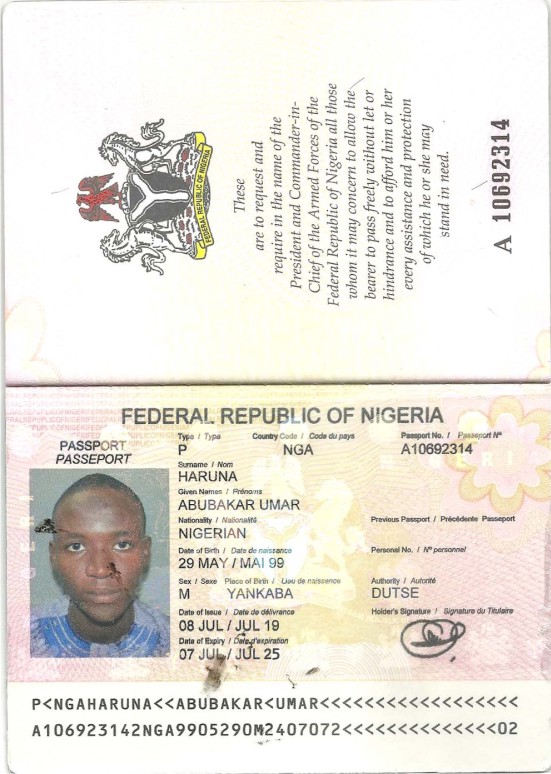 FEDERAL REPUBLIC OF NIGERIA
These
are to request and
require in the name of the
President and Commander-in-
Chief of the Armed Forces of the
Federal Republic of Nigeria all those
whom it may concern to allow the
bearer to pass freely without let or
hindrance and to afford him or her
every assistance and protection
of which he or she may
stand in need.
A 10692314
FEDERAL REPUBLIC OF NIGERIA
PASSPORT
PASSEPORT
Type / Type Country Code / Code du pays Passport No. / Passeport Nº
P NGA A10692314
Surname / Nom
HARUNA
Given Names / Prénoms
ABUBAKAR UMAR
Nationality / Nationalité Previous Passport / Précédente Passeport
NIGERIAN
Date of Birth / Date de naissance Personal No. / Nº personnel
29 MAY / MAI 99
Sex / Sexe Place of Birth / Lieu de naissance Authority / Autorité
M YANKABA DUTSE
Date of Issue / Date de délivrance Holder's Signature / Signature du Titulaire
08 JUL / JUL 19
Date of Expiry / Date d'expiration
07 JUL / JUL 25
P<NGAHARUNA<<ABUBAKAR<UMAR<<<<<<<<<<<<<<<<<<
A106923142NGA9905290M2407072<<<<<<<<<<<<<<02